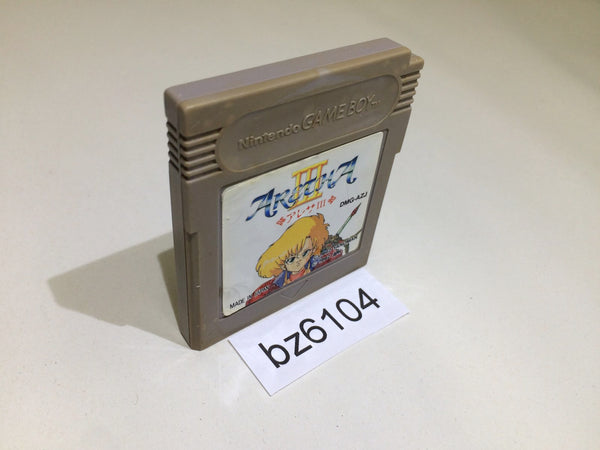 Nintendo GAME BOY
III
ARETHA
アレサIII
DMG-AZJ
MADE IN JAPAN
bz6104